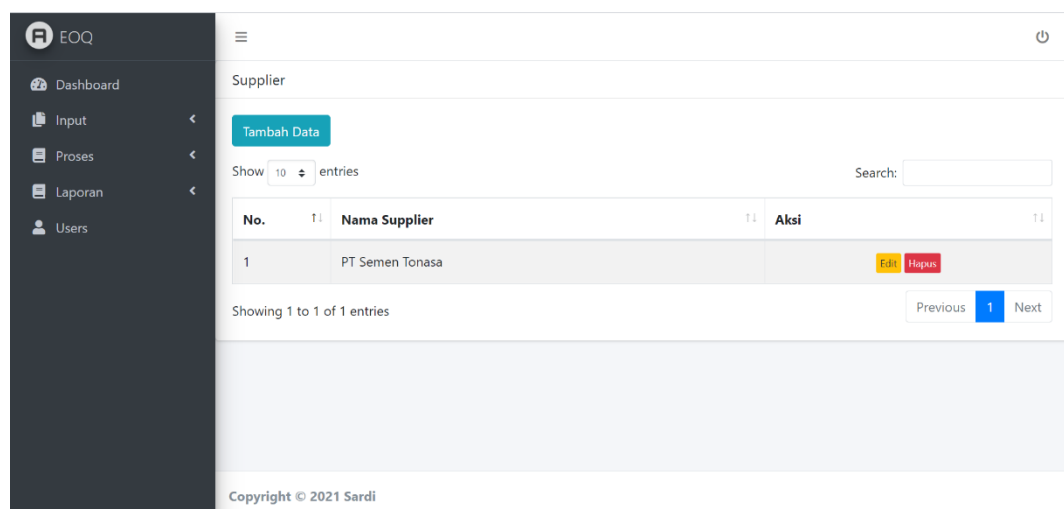 EOQ
Dashboard
Input
Proses
Laporan
Users
Supplier
Tambah Data
Show 10 entries
Search:
No. Nama Supplier Aksi
1 PT Semen Tonasa Edit Hapus
Showing 1 to 1 of 1 entries
Previous 1 Next
Copyright © 2021 Sardi